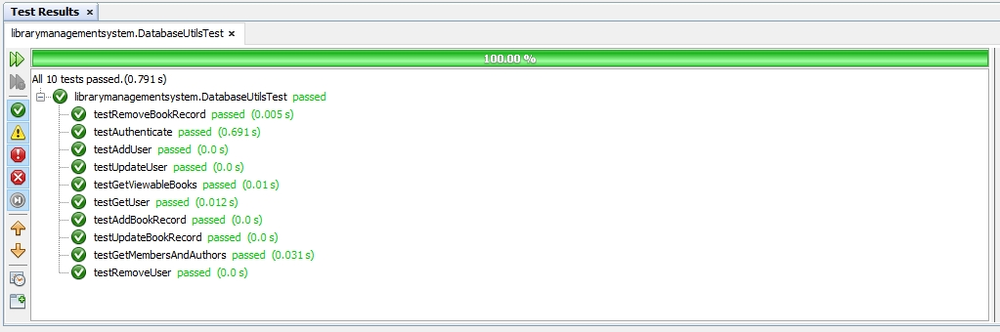 Test Results
librarymanagementsystem.DatabaseUtilsTest
100.00 %
All 10 tests passed.(0.791 s)
librarymanagementsystem.DatabaseUtilsTest passed
testRemoveBookRecord passed (0.005 s)
testAuthenticate passed (0.691 s)
testAddUser passed (0.0 s)
testUpdateUser passed (0.0 s)
testGetViewableBooks passed (0.01 s)
testGetUser passed (0.012 s)
testAddBookRecord passed (0.0 s)
testUpdateBookRecord passed (0.0 s)
testGetMembersAndAuthors passed (0.031 s)
testRemoveUser passed (0.0 s)